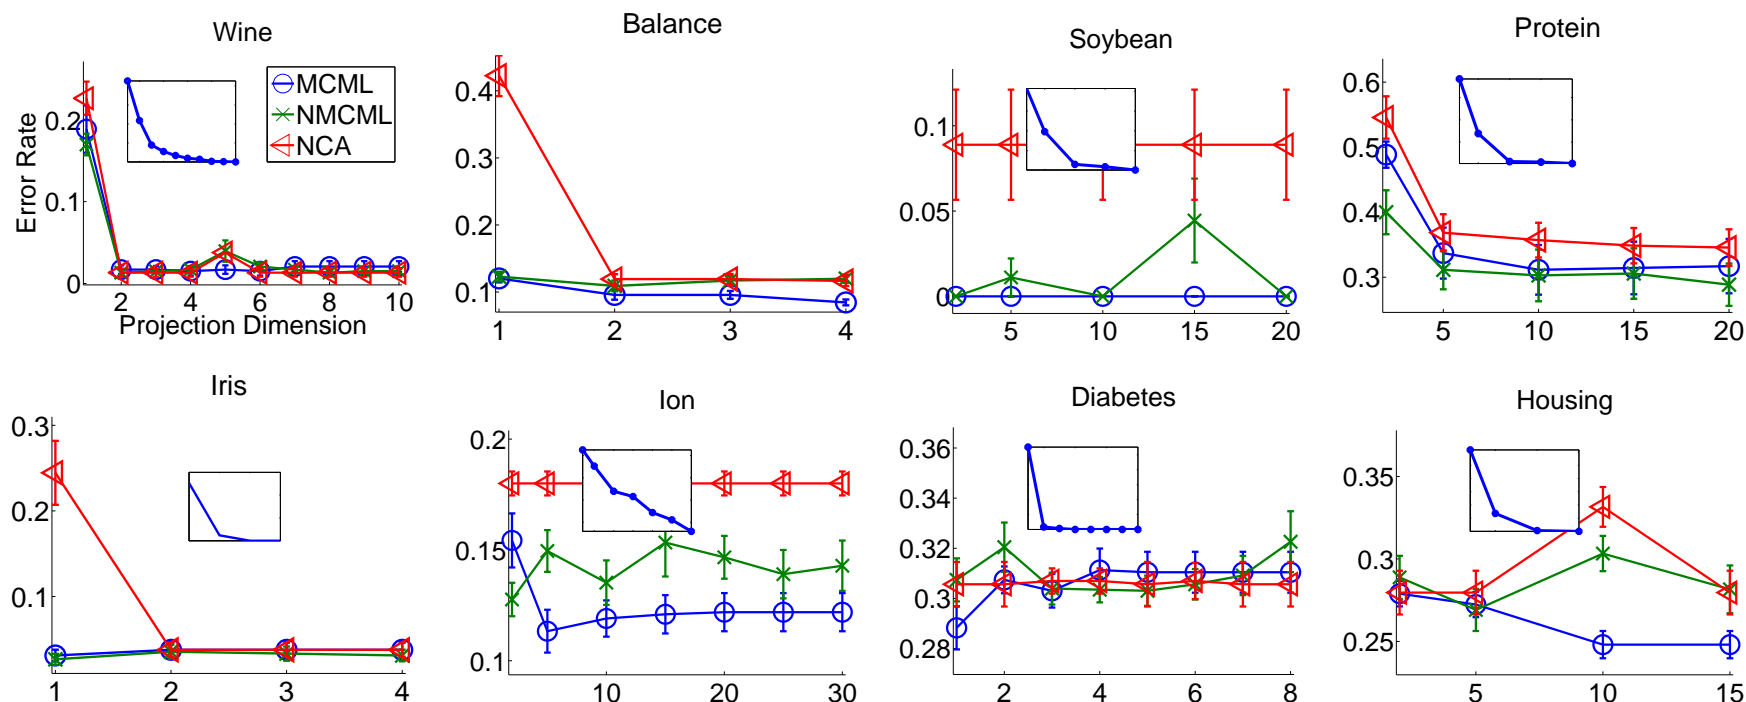 Wine
MCML
NMCML
NCA
Error Rate
0.2
0.1
0
2 4 6 8 10
Projection Dimension
Balance
0.4
0.3
0.2
0.1
1 2 3 4
Soybean
0.1
0.05
0
5 10 15 20
Protein
0.6
0.5
0.4
0.3
5 10 15 20
Iris
0.3
0.2
0.1
1 2 3 4
Ion
0.2
0.15
0.1
10 20 30
Diabetes
0.36
0.34
0.32
0.3
0.28
2 4 6 8
Housing
0.35
0.3
0.25
5 10 15